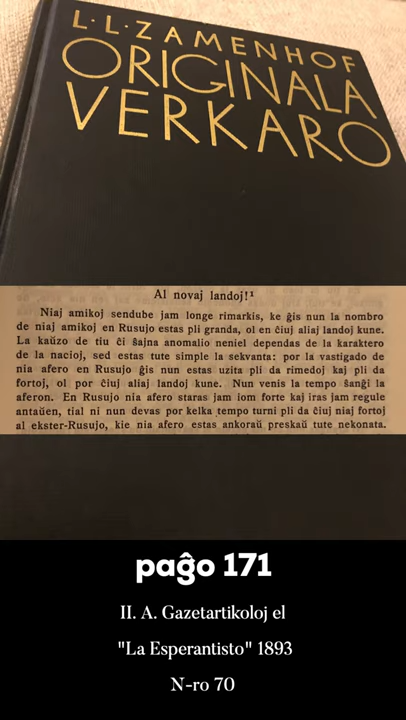 L·L·ZAMENHOF
ORIGINALA
VERKARO
Al novaj landoj!¹
Niaj amikoj sendube jam longe rimarkis, ke ĝis nun la nombro
de niaj amikoj en Rusujo estas pli granda, ol en ĉiuj aliaj landoj kune.
La kaŭzo de tiu ĉi ŝajna anomalio neniel dependas de la karaktero
de la nacioj, sed estas tute simple la sekvanta: por la vastigado de
nia afero en Rusujo ĝis nun estas uzita pli da rimedoj kaj pli da
fortoj, ol por ĉiuj aliaj landoj kune. Nun venis la tempo ŝanĝi la
aferon. En Rusujo nia afero staras jam iom forte kaj iras jam regule
antaŭen, tial ni nun devas por kelka tempo turni pli da ĉiuj niaj fortoj
al ekster-Rusujo, kie nia afero estas ankoraŭ preskaŭ tute nekonata.
paĝo 171
II. A. Gazetartikoloj el
"La Esperantisto" 1893
N-ro 70